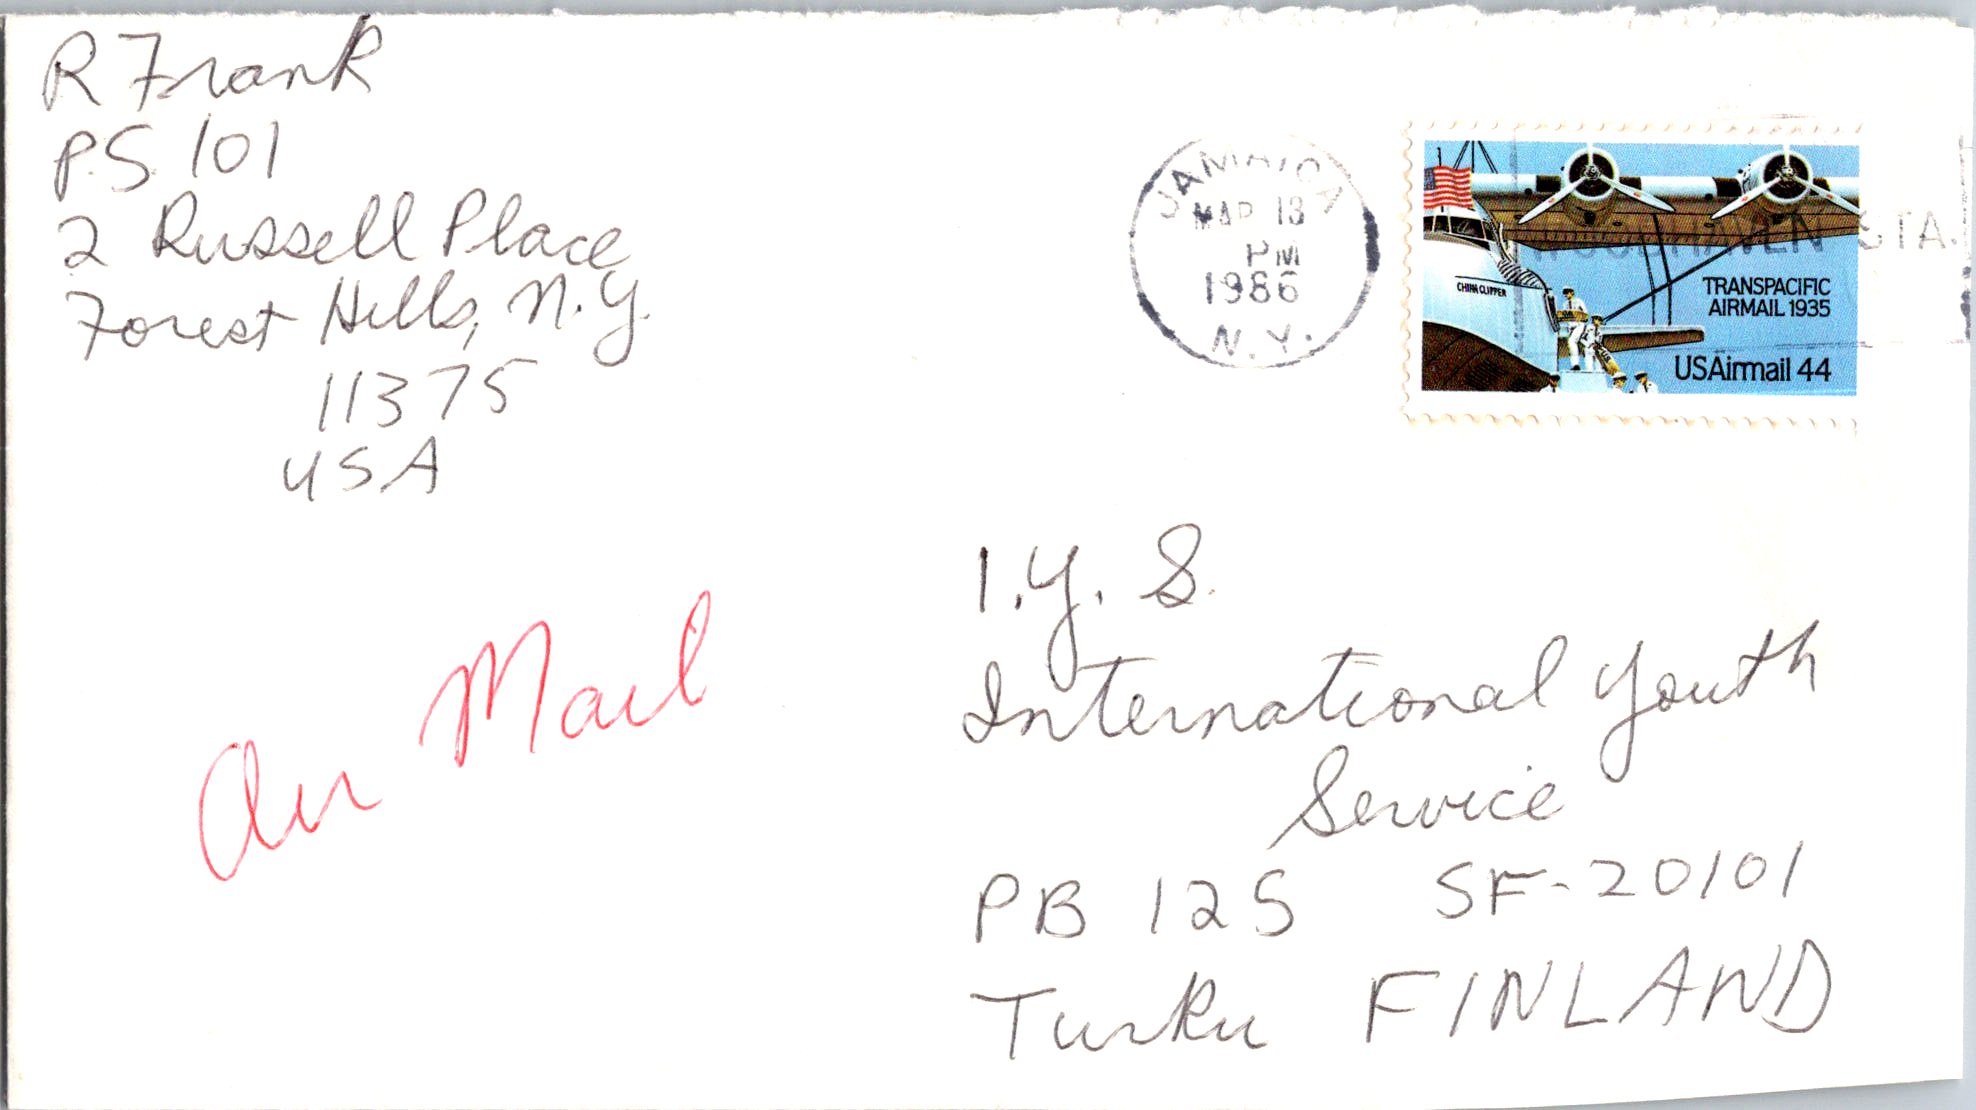 R Frank
P.S. 101
2 Russell Place
Forest Hills, N.Y.
11375
USA
JAMAICA
MAR 13
PM
1986
N.Y.
WOODHAVEN STA.
CHINA CLIPPER
TRANSPACIFIC
AIRMAIL 1935
USAirmail 44
Air Mail
I.Y.S.
International Youth
Service
PB 125 SF-20101
Turku FINLAND